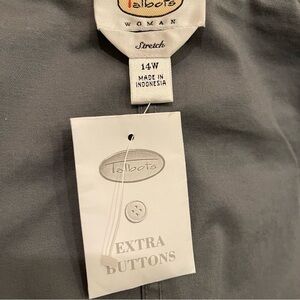 Talbots
WOMAN
Stretch
14W
MADE IN
INDONESIA
Talbots
EXTRA
BUTTONS